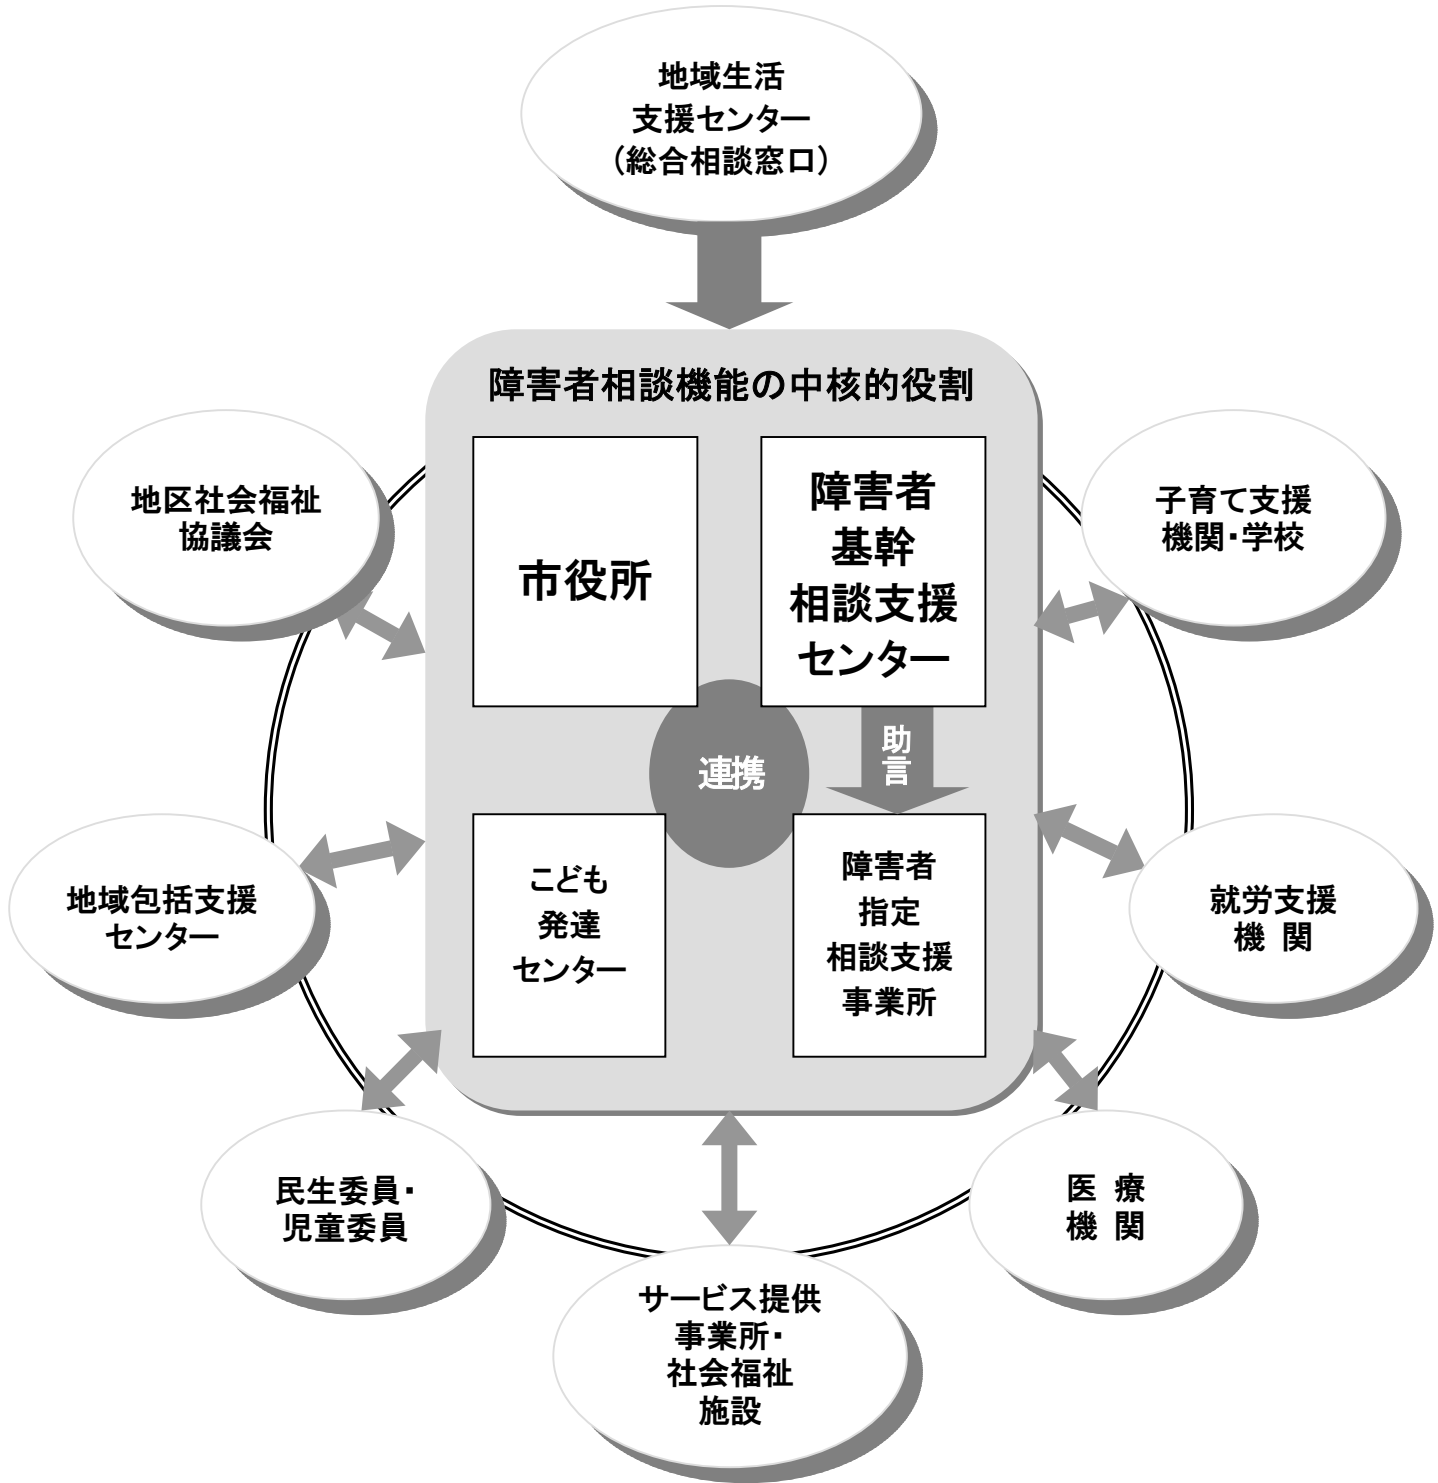 地域生活
支援センター
（総合相談窓口）
障害者相談機能の中核的役割
地区社会福祉
協議会
市役所
障害者
基幹
相談支援
センター
子育て支援
機関・学校
助言
連携
地域包括支援
センター
こども
発達
センター
障害者
指定
相談支援
事業所
就労支援
機 関
民生委員・
児童委員
医 療
機 関
サービス提供
事業所・
社会福祉
施設